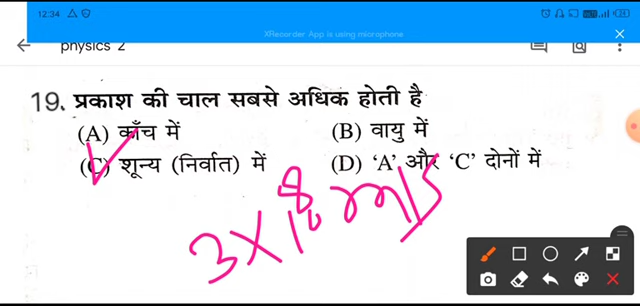 12:34
XRecorder App is using microphone
physics 2
19. प्रकाश की चाल सबसे अधिक होती है
(A) काँच में (B) वायु में
(C) शून्य (निर्वात) में (D) ‘A’ और ‘C’ दोनों में
3 X 10⁸ m/s